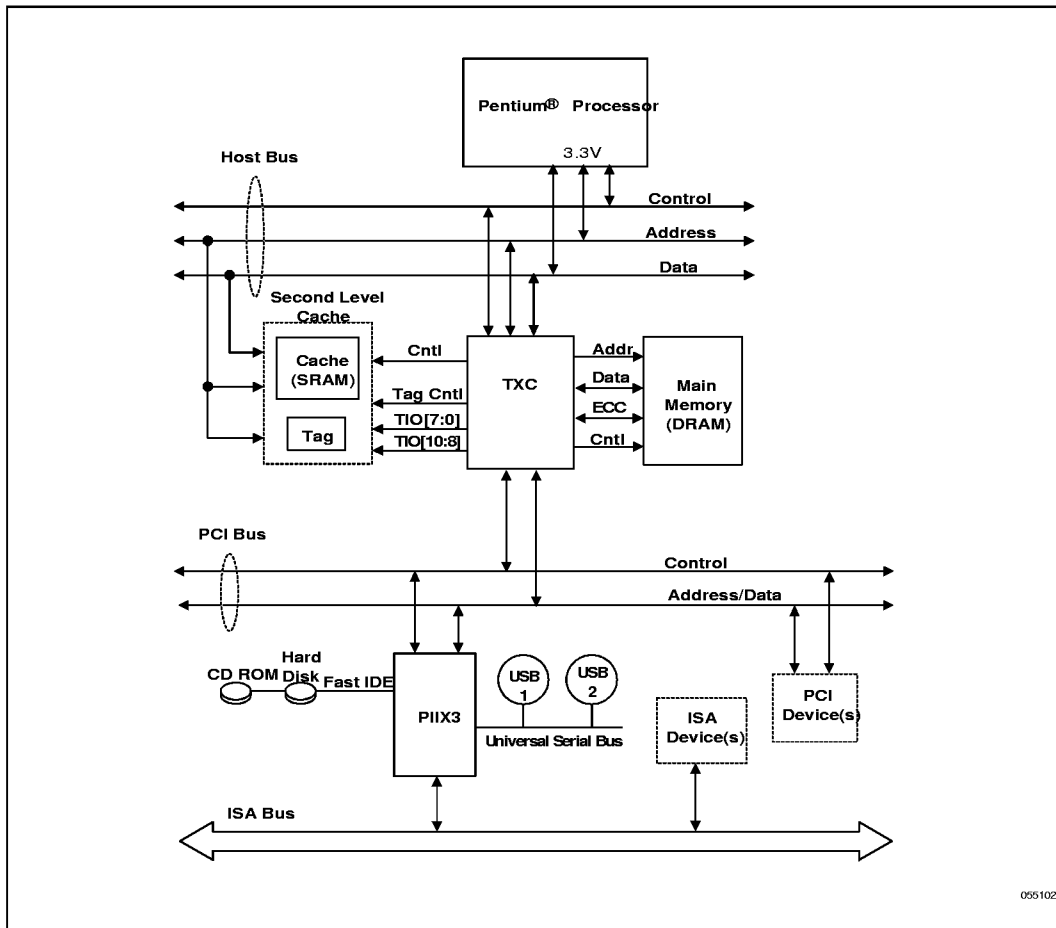 Pentium® Processor
3.3V
Host Bus
Control
Address
Data
Second Level
Cache
Cache
(SRAM)
Tag
Cntl
Tag Cntl
TIO[7:0]
TIO[10:8]
TXC
Addr
Data
ECC
Cntl
Main
Memory
(DRAM)
PCI Bus
Control
Address/Data
CD ROM
Hard
Disk
Fast IDE
PIIX3
USB
1
USB
2
Universal Serial Bus
ISA
Device(s)
PCI
Device(s)
ISA Bus
055102